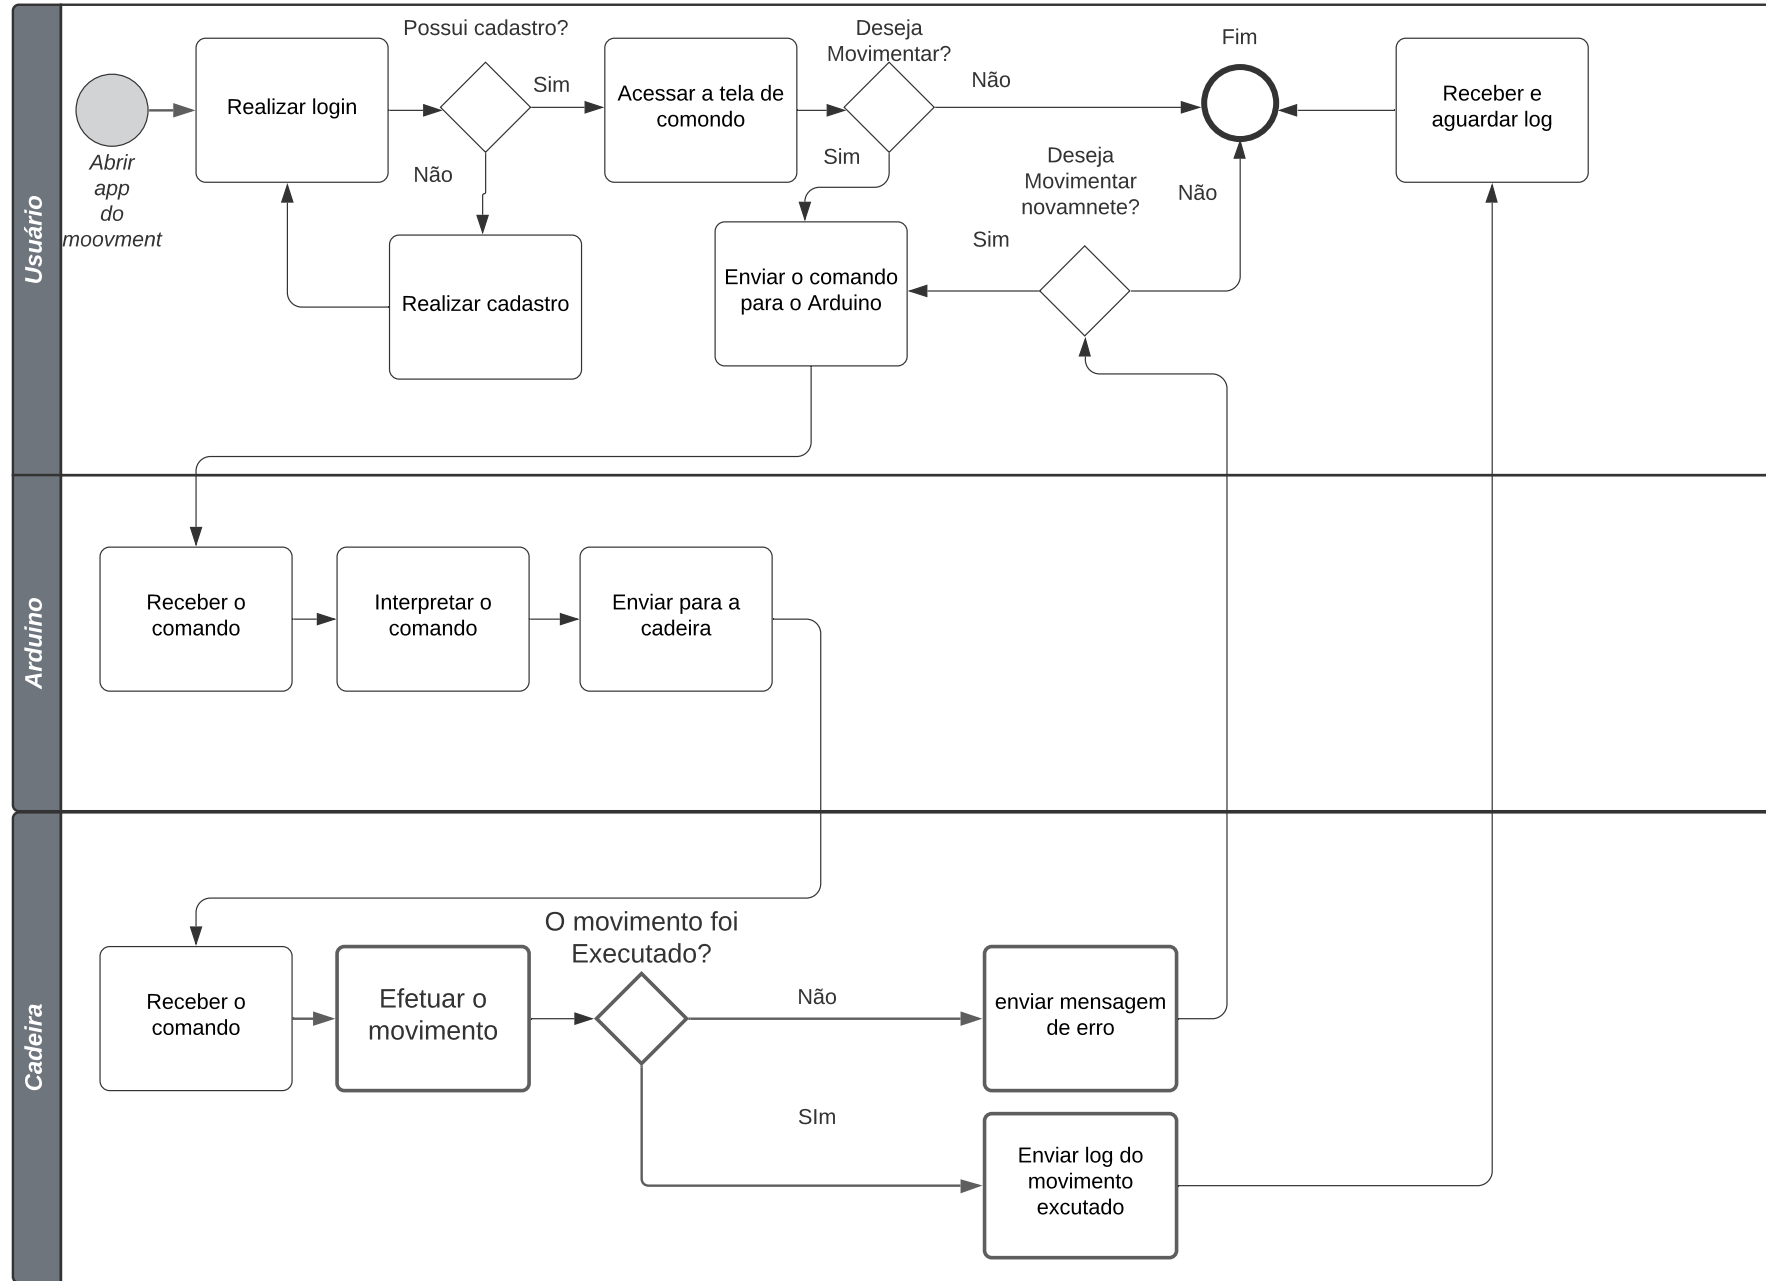 Usuário
Abrir
app
do
moovment
Realizar login
Possui cadastro?
Sim
Não
Realizar cadastro
Acessar a tela de
comondo
Deseja
Movimentar?
Não
Sim
Enviar o comando
para o Arduino
Deseja
Movimentar
novamnete?
Sim
Não
Fim
Receber e
aguardar log
Arduino
Receber o
comando
Interpretar o
comando
Enviar para a
cadeira
Cadeira
Receber o
comando
Efetuar o
movimento
O movimento foi
Executado?
Não
SIm
enviar mensagem
de erro
Enviar log do
movimento
excutado